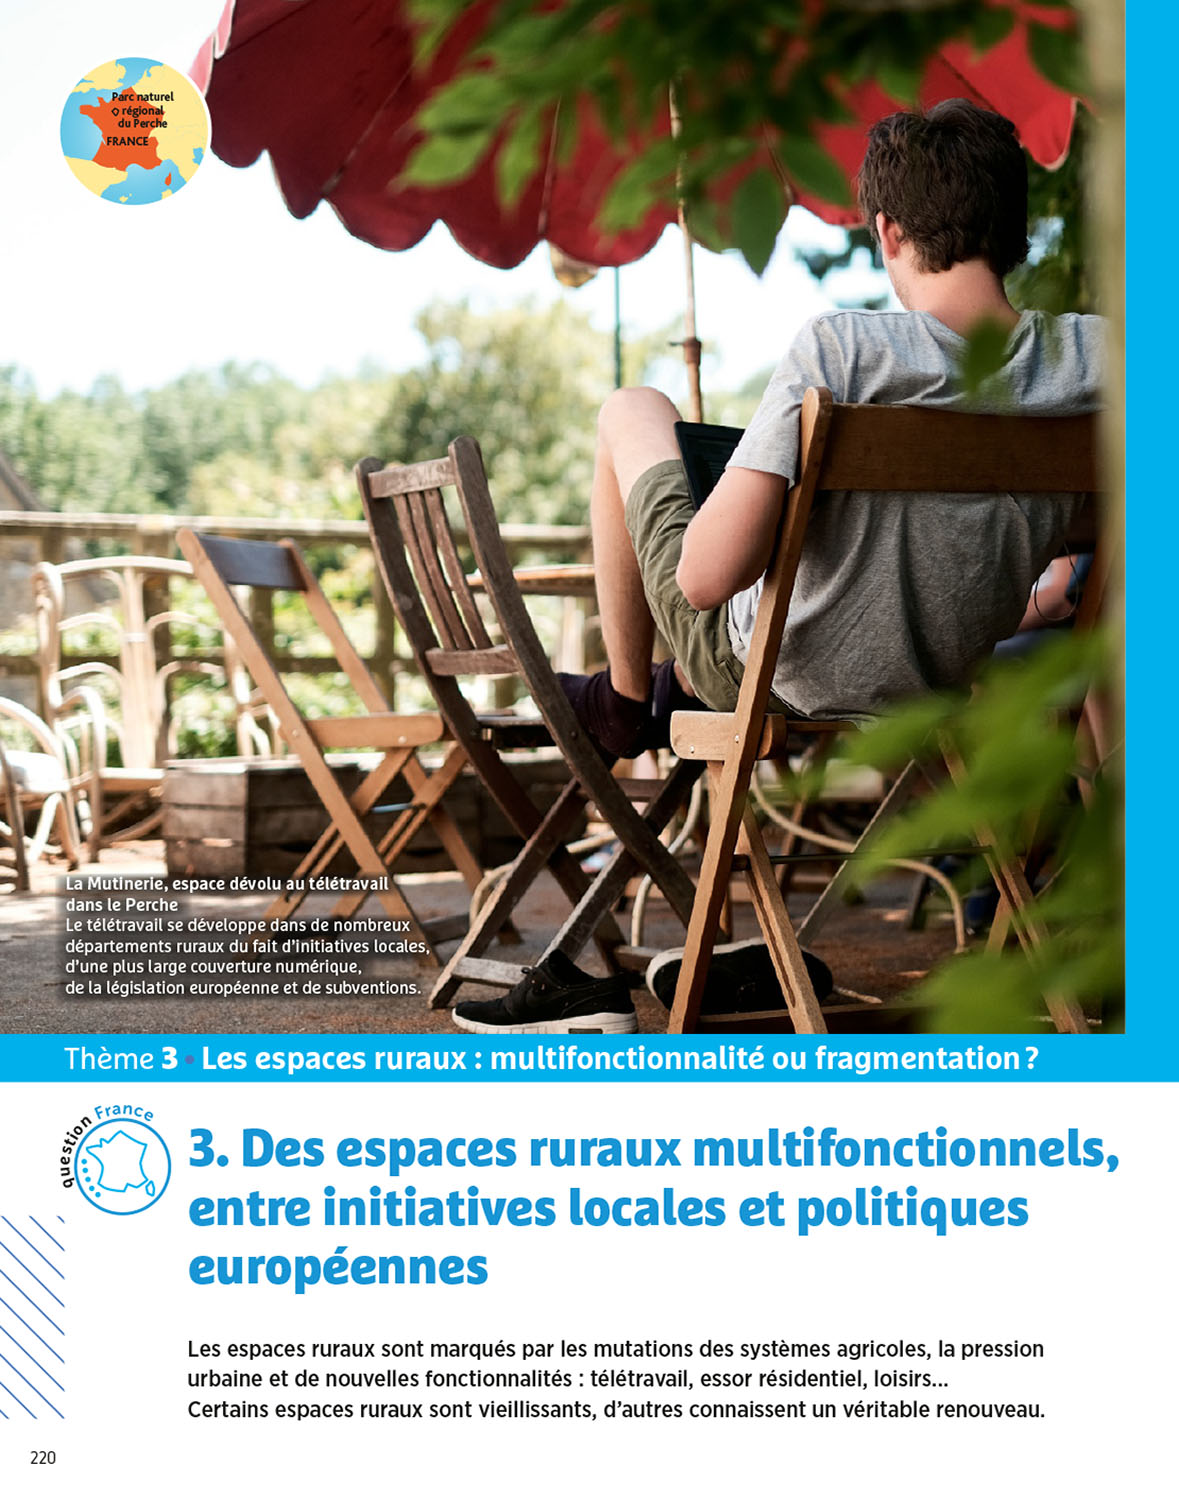 Parc naturel
régional
du Perche
FRANCE
La Mutinerie, espace dévolu au télétravail
dans le Perche
Le télétravail se développe dans de nombreux
départements ruraux du fait d’initiatives locales,
d’une plus large couverture numérique,
de la législation européenne et de subventions.
Thème 3 • Les espaces ruraux : multifonctionnalité ou fragmentation ?
question France
3. Des espaces ruraux multifonctionnels,
entre initiatives locales et politiques
européennes
Les espaces ruraux sont marqués par les mutations des systèmes agricoles, la pression
urbaine et de nouvelles fonctionnalités : télétravail, essor résidentiel, loisirs...
Certains espaces ruraux sont vieillissants, d’autres connaissent un véritable renouveau.
220